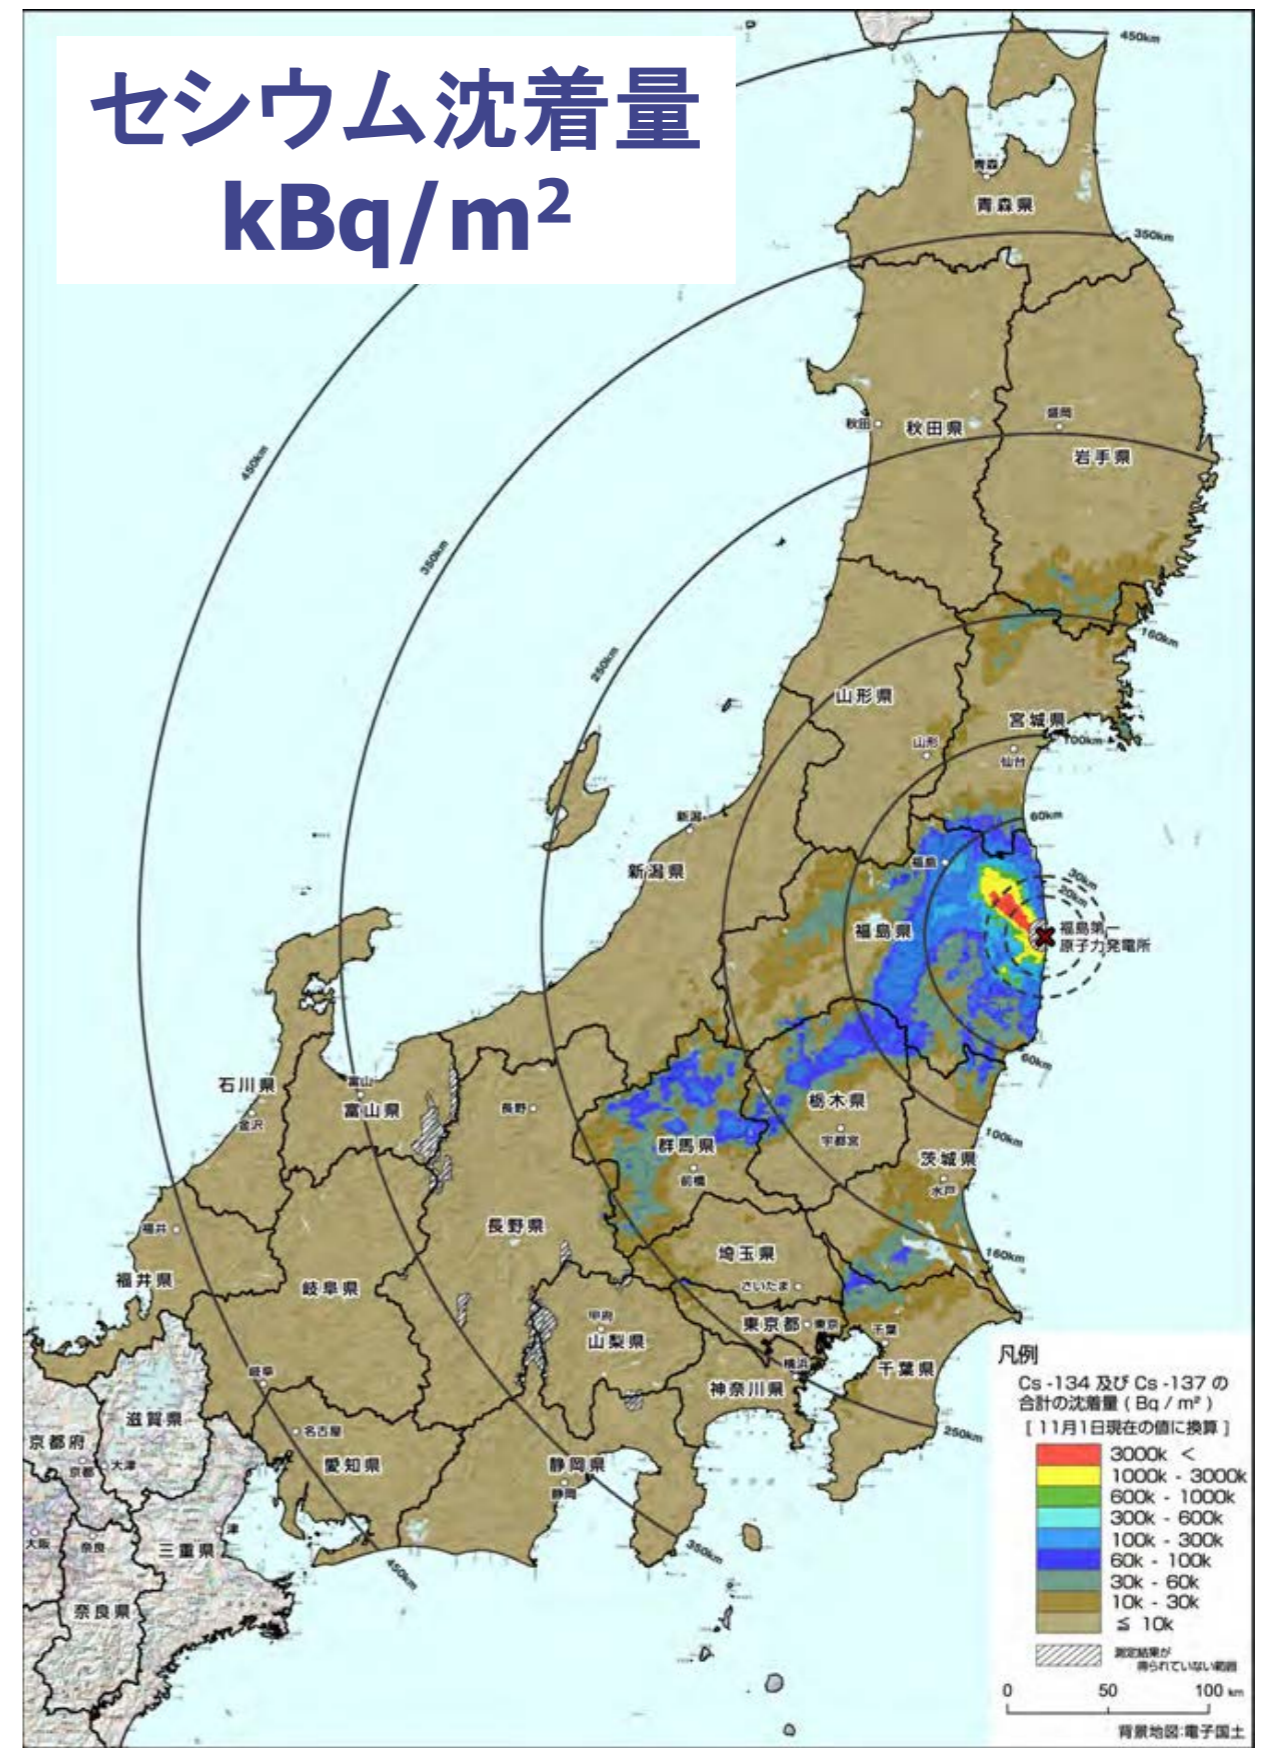 セシウム沈着量
kBq/m²
450km
青森
青森県
350km
秋田
秋田県
盛岡
岩手県
450km
350km
250km
160km
山形県
宮城県
山形
100km
仙台
新潟
新潟県
60km
福島
30km
20km
福島県
福島第一
原子力発電所
60km
石川県
金沢
富山
富山県
長野
栃木県
宇都宮
100km
群馬県
前橋
茨城県
水戸
長野県
福井
福井県
岐阜県
埼玉県
さいたま
160km
甲府
山梨県
東京都
東京
千葉
千葉県
横浜
神奈川県
岐阜
滋賀県
名古屋
京都府
京都
大津
愛知県
静岡県
静岡
250km
大阪
奈良
津
三重県
450km
350km
奈良県
凡例
Cs -134 及び Cs -137 の
合計の沈着量 ( Bq / m² )
[ 11月1日現在の値に換算 ]
3000k <
1000k - 3000k
600k - 1000k
300k - 600k
100k - 300k
60k - 100k
30k - 60k
10k - 30k
≦ 10k
測定結果が
得られていない範囲
0 50 100 km
背景地図:電子国土